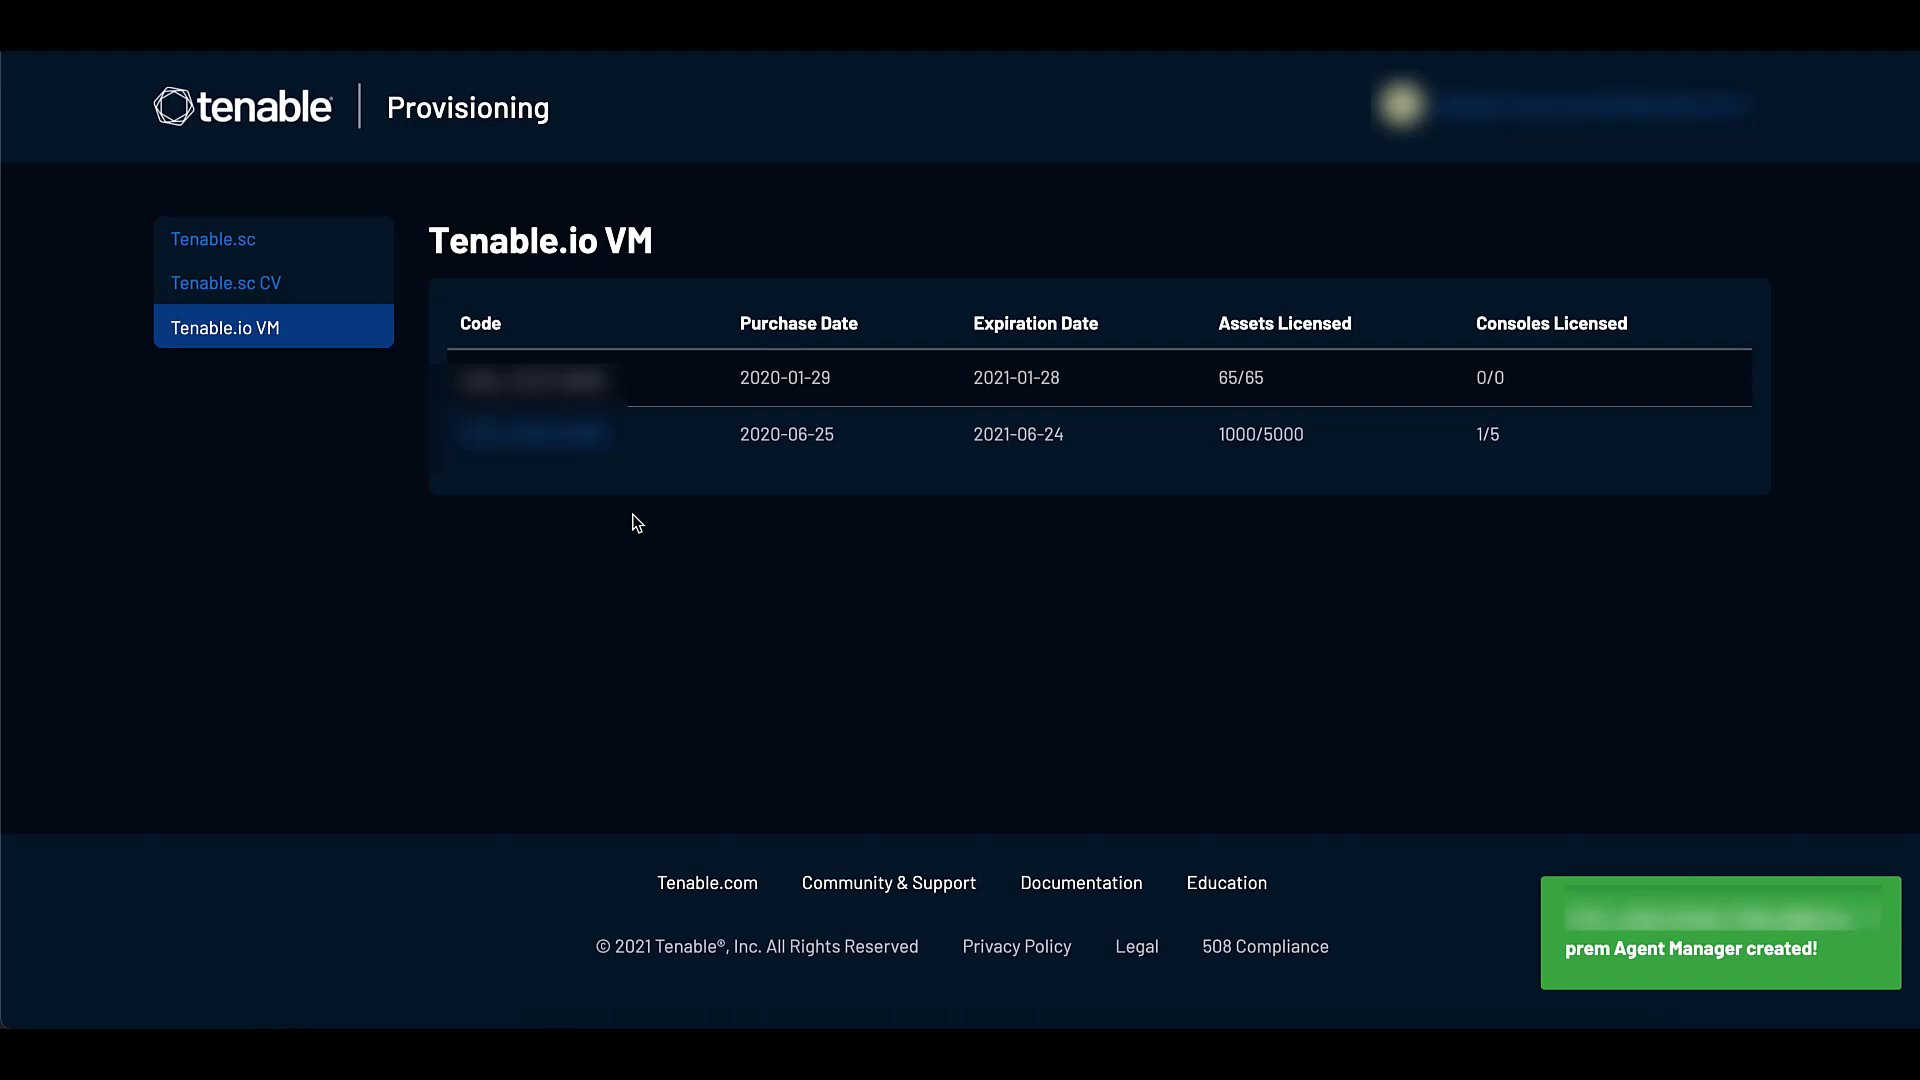 tenable
Provisioning
Tenable.sc
Tenable.sc CV
Tenable.io VM
Tenable.io VM
Code Purchase Date Expiration Date Assets Licensed Consoles Licensed
2020-01-29 2021-01-28 65/65 0/0
2020-06-25 2021-06-24 1000/5000 1/5
Tenable.com Community & Support Documentation Education
© 2021 Tenable®, Inc. All Rights Reserved Privacy Policy Legal 508 Compliance
prem Agent Manager created!